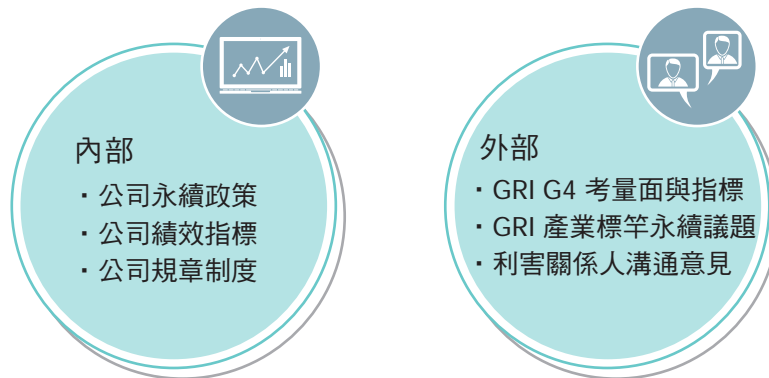 內部
・公司永續政策
・公司績效指標
・公司規章制度
外部
・GRI G4 考量面與指標
・GRI 產業標竿永續議題
・利害關係人溝通意見